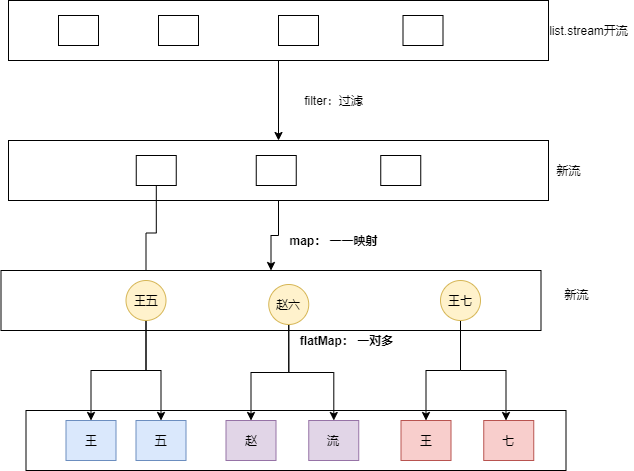 list.stream开流
filter：过滤
新流
map： 一一映射
新流
王五
赵六
王七
flatMap： 一对多
王
五
赵
流
王
七